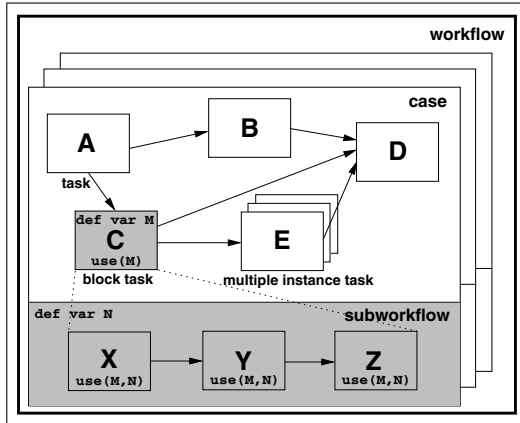 workflow
case
A
B
D
task
def var M
C
use(M)
block task
E
multiple instance task
def var N
subworkflow
X
use(M,N)
Y
use(M,N)
Z
use(M,N)